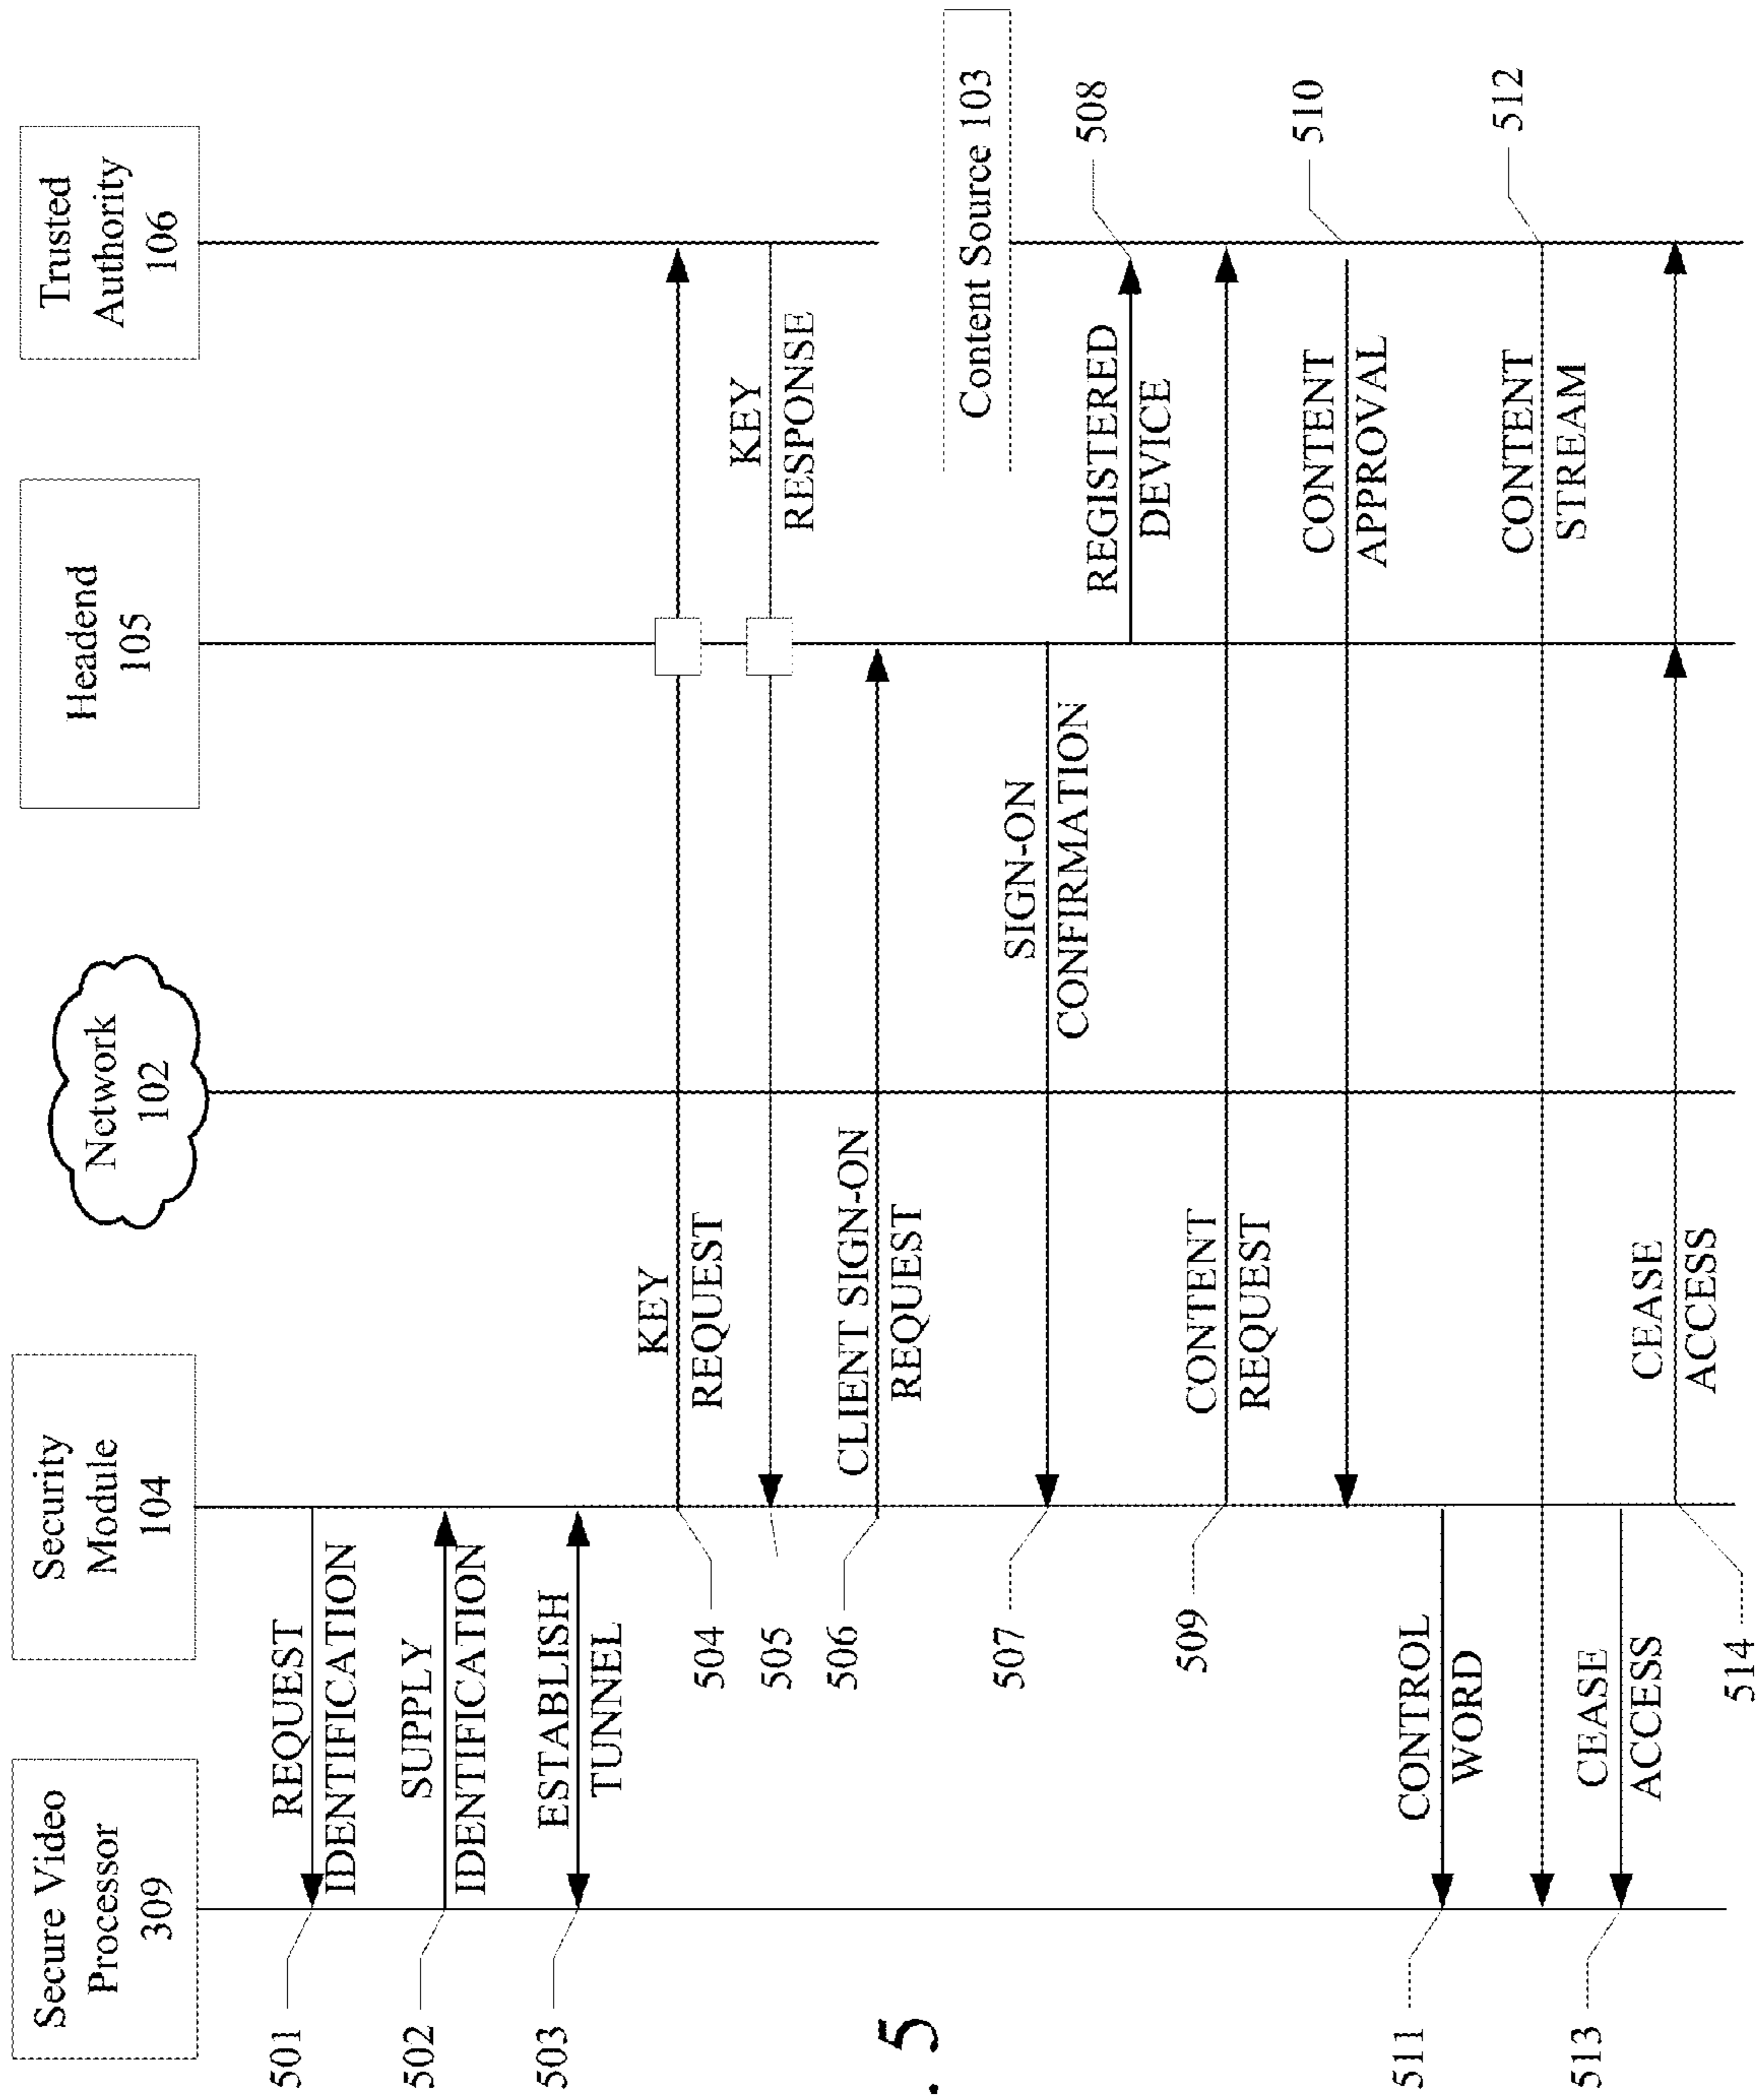 Secure Video
Processor
309
Security
Module
104
Network
102
Headend
105
Trusted
Authority
106
501
REQUEST
IDENTIFICATION
502
SUPPLY
IDENTIFICATION
503
ESTABLISH
TUNNEL
504
KEY
REQUEST
505
KEY
RESPONSE
506
CLIENT SIGN-ON
REQUEST
Content Source 103
507
SIGN-ON
CONFIRMATION
508
REGISTERED
DEVICE
509
CONTENT
REQUEST
510
CONTENT
APPROVAL
511
CONTROL
WORD
512
CONTENT
STREAM
513
CEASE
ACCESS
514
CEASE
ACCESS
. 5